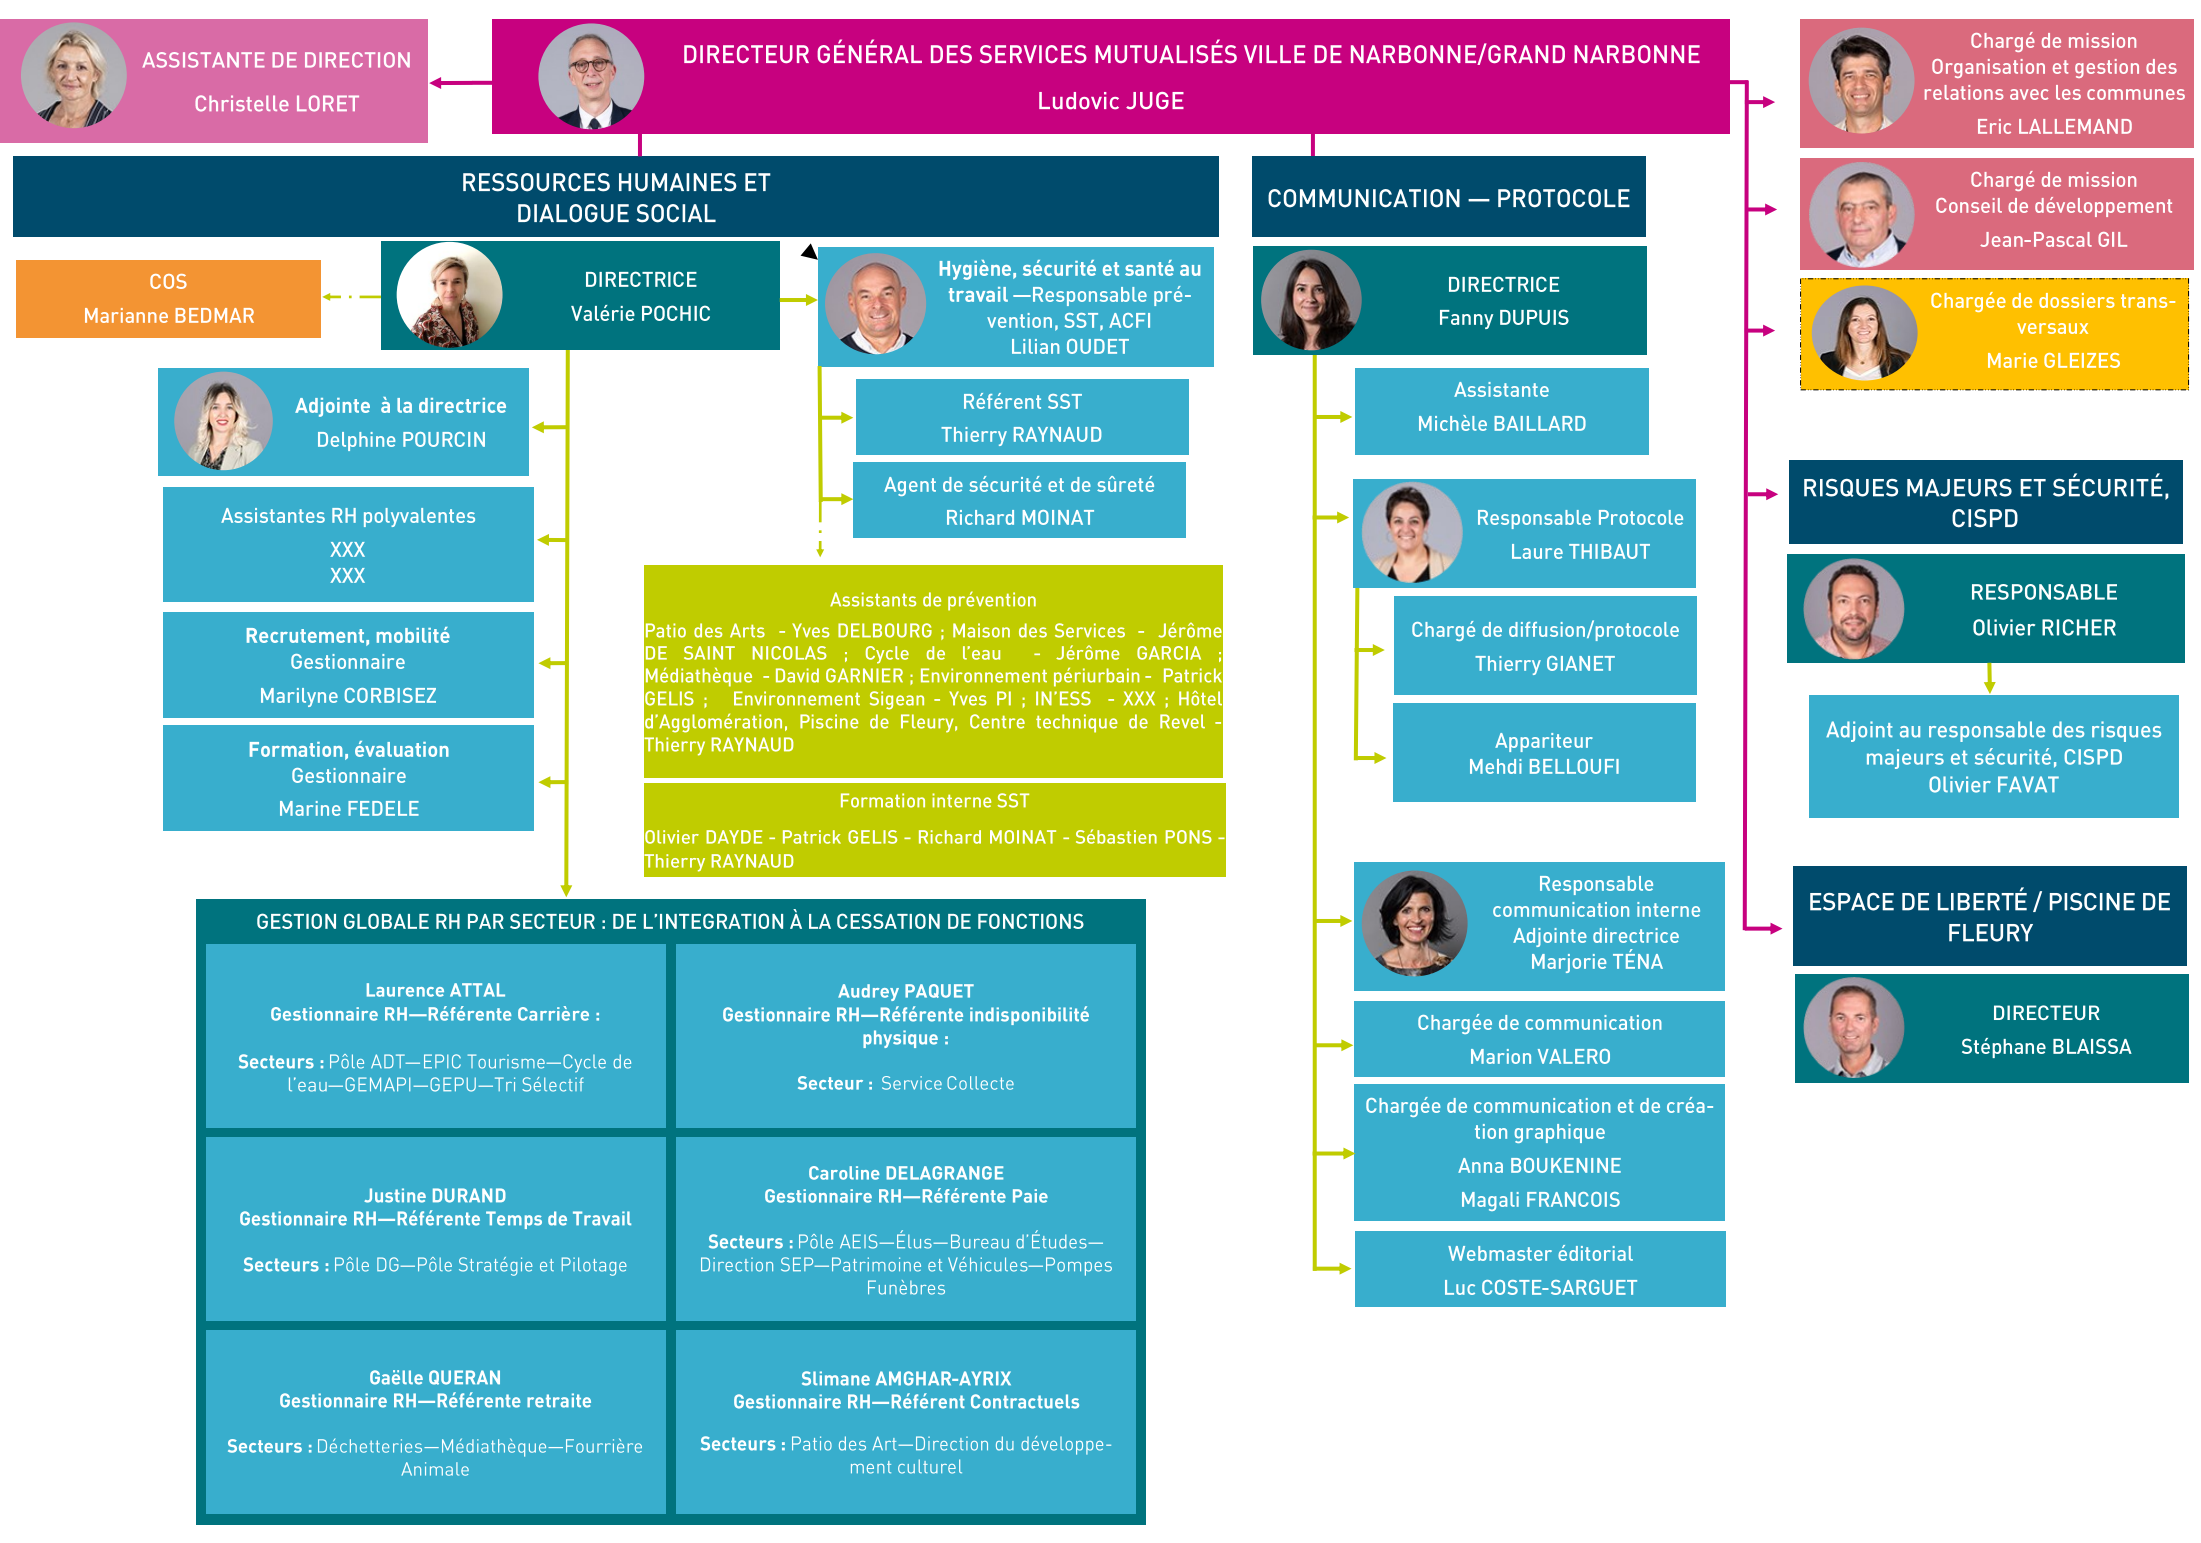 ASSISTANTE DE DIRECTION
Christelle LORET
DIRECTEUR GÉNÉRAL DES SERVICES MUTUALISÉS VILLE DE NARBONNE/GRAND NARBONNE
Ludovic JUGE
Chargé de mission
Organisation et gestion des
relations avec les communes
Eric LALLEMAND
Chargé de mission
Conseil de développement
Jean-Pascal GIL
Chargée de dossiers trans-
versaux
Marie GLEIZES
RESSOURCES HUMAINES ET
DIALOGUE SOCIAL
COS
Marianne BEDMAR
DIRECTRICE
Valérie POCHIC
Hygiène, sécurité et santé au
travail —Responsable pré-
vention, SST, ACFI
Lilian OUDET
Adjointe à la directrice
Delphine POURCIN
Assistantes RH polyvalentes
XXX
XXX
Recrutement, mobilité
Gestionnaire
Marilyne CORBISEZ
Formation, évaluation
Gestionnaire
Marine FEDELE
Référent SST
Thierry RAYNAUD
Agent de sécurité et de sûreté
Richard MOINAT
Assistants de prévention
Patio des Arts - Yves DELBOURG ; Maison des Services - Jérôme
DE SAINT NICOLAS ; Cycle de l'eau - Jérôme GARCIA ;
Médiathèque - David GARNIER ; Environnement périurbain - Patrick
GELIS ; Environnement Sigean - Yves PI ; IN'ESS - XXX ; Hôtel
d'Agglomération, Piscine de Fleury, Centre technique de Revel -
Thierry RAYNAUD
Formation interne SST
Olivier DAYDE - Patrick GELIS - Richard MOINAT - Sébastien PONS -
Thierry RAYNAUD
GESTION GLOBALE RH PAR SECTEUR : DE L'INTEGRATION À LA CESSATION DE FONCTIONS
Laurence ATTAL
Gestionnaire RH—Référente Carrière :
Secteurs : Pôle ADT—EPIC Tourisme—Cycle de
l'eau—GEMAPI—GEPU—Tri Sélectif
Audrey PAQUET
Gestionnaire RH—Référente indisponibilité
physique :
Secteur : Service Collecte
Justine DURAND
Gestionnaire RH—Référente Temps de Travail
Secteurs : Pôle DG—Pôle Stratégie et Pilotage
Caroline DELAGRANGE
Gestionnaire RH—Référente Paie
Secteurs : Pôle AEIS—Élus—Bureau d'Études—
Direction SEP—Patrimoine et Véhicules—Pompes
Funèbres
Gaëlle QUERAN
Gestionnaire RH—Référente retraite
Secteurs : Déchetteries—Médiathèque—Fourrière
Animale
Slimane AMGHAR-AYRIX
Gestionnaire RH—Référent Contractuels
Secteurs : Patio des Art—Direction du développe-
ment culturel
COMMUNICATION — PROTOCOLE
DIRECTRICE
Fanny DUPUIS
Assistante
Michèle BAILLARD
Responsable Protocole
Laure THIBAUT
Chargé de diffusion/protocole
Thierry GIANET
Appariteur
Mehdi BELLOUFI
Responsable
communication interne
Adjointe directrice
Marjorie TÉNA
Chargée de communication
Marion VALERO
Chargée de communication et de créa-
tion graphique
Anna BOUKENINE
Magali FRANCOIS
Webmaster éditorial
Luc COSTE-SARGUET
RISQUES MAJEURS ET SÉCURITÉ,
CISPD
RESPONSABLE
Olivier RICHER
Adjoint au responsable des risques
majeurs et sécurité, CISPD
Olivier FAVAT
ESPACE DE LIBERTÉ / PISCINE DE
FLEURY
DIRECTEUR
Stéphane BLAISSA